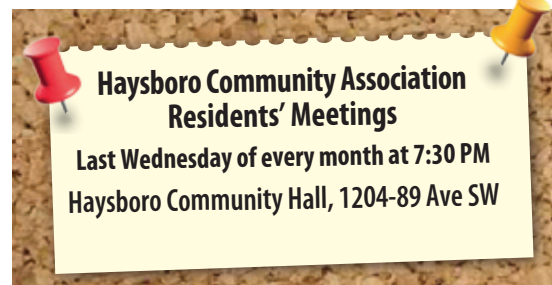 Haysboro Community Association
Residents’ Meetings
Last Wednesday of every month at 7:30 PM
Haysboro Community Hall, 1204-89 Ave SW